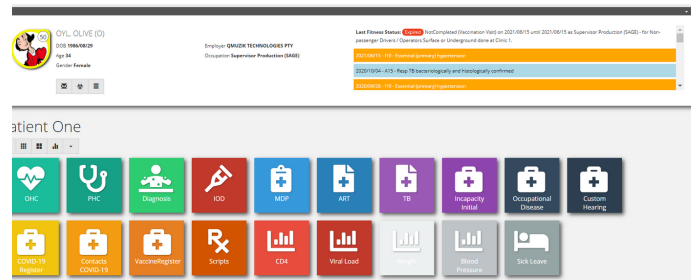 50
OYL, OLIVE (O)
DOB 1986/08/29
Age 34
Gender Female
Employer QMUZIK TECHNOLOGIES PTY
Occupation Supervisor Production (SAGE)
Last Fitness Status: Expired NotCompleted (Vaccination Visit) on 2021/06/15 until 2021/06/15 as Supervisor Production (SAGE) - for Non-
passenger Drivers / Operators Surface or Underground done at Clinic 1.
2021/06/15 - I10 - Essential (primary) hypertension
2020/10/04 - A15 - Resp TB bacteriologically and histologically confirmed
2020/09/28 - I10 - Essential (primary) hypertension
atient One
OHC
PHC
Diagnosis
IOD
MDP
ART
TB
Incapacity
Initial
Occupational
Disease
Custom
Hearing
COVID-19
Register
Contacts
COVID-19
VaccineRegister
Scripts
CD4
Viral Load
Blood
Pressure
Sick Leave